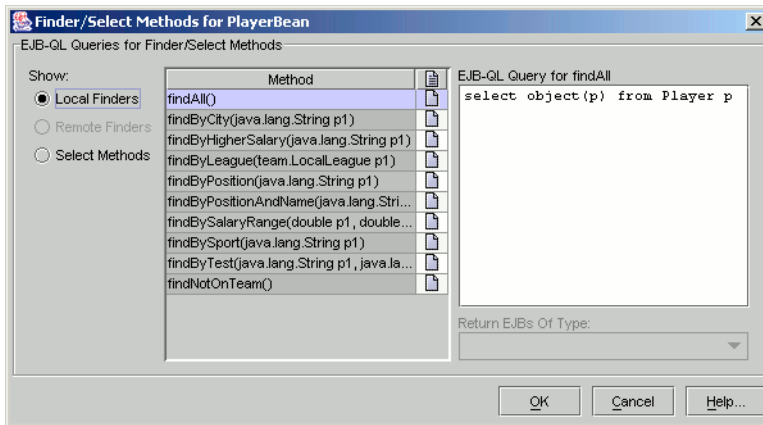 Finder/Select Methods for PlayerBean
EJB-QL Queries for Finder/Select Methods
Show:
Local Finders
Remote Finders
Select Methods
Method
findAll()
findByCity(java.lang.String p1)
findByHigherSalary(java.lang.String p1)
findByLeague(team.LocalLeague p1)
findByPosition(java.lang.String p1)
findByPositionAndName(java.lang.Stri...
findBySalaryRange(double p1, double...
findBySport(java.lang.String p1)
findByTest(java.lang.String p1, java.la...
findNotOnTeam()
EJB-QL Query for findAll
select object(p) from Player p
Return EJBs Of Type:
OK Cancel Help...